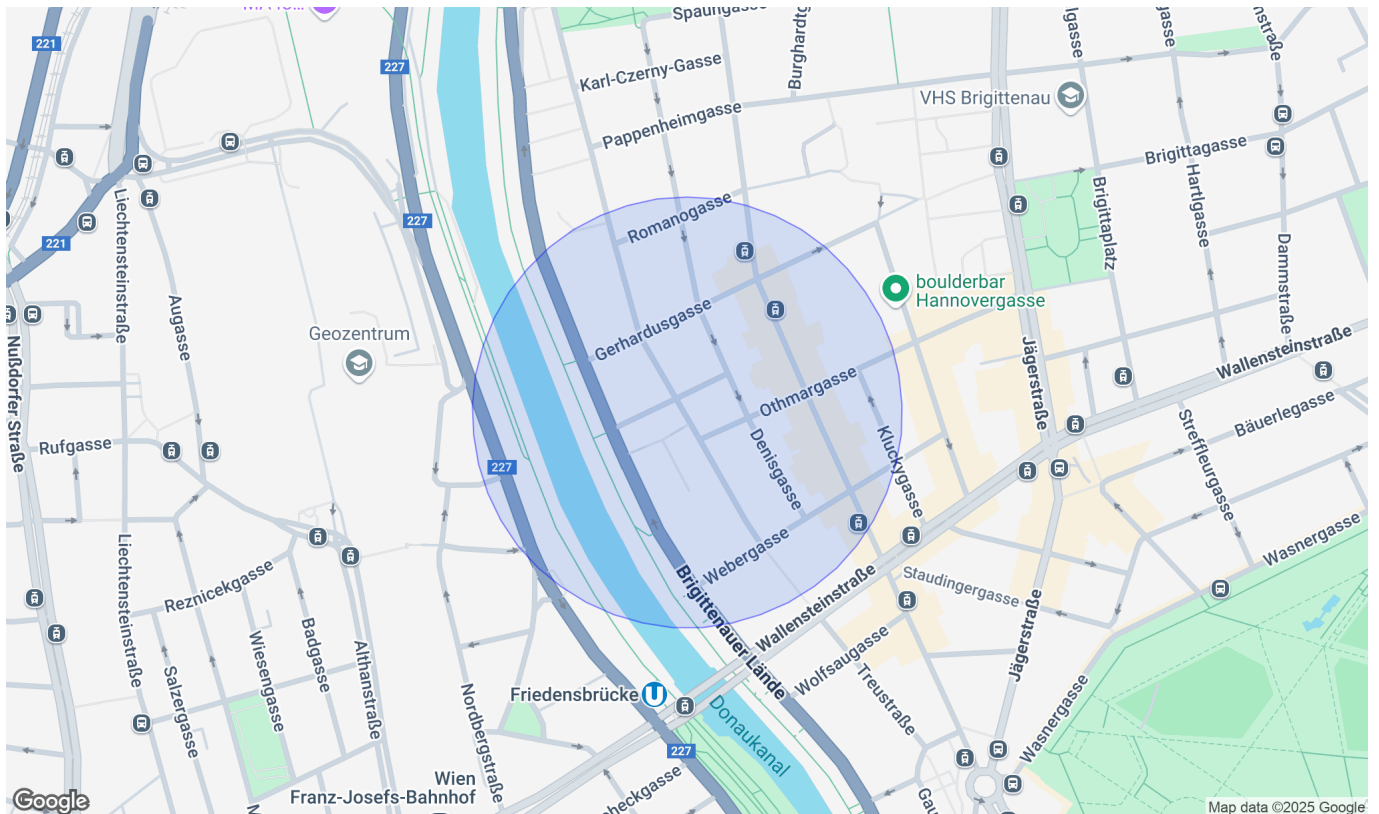 Spaungasse
221
227
Karl-Czerny-Gasse
Burghardtg
VHS Brigittenau
Pappenheimgasse
Brigittagasse
Hartlgasse
Brigittaplatz
Dammstraße
Liechtensteinstraße
227
221
Romanogasse
boulderbar
Hannovergasse
Augasse
Geozentrum
Gerhardusgasse
Nußdorfer Straße
Jägerstraße
Wallensteinstraße
Othmargasse
Rufgasse
Denisgasse
Kluckygasse
Streffleurgasse
Bäuerlegasse
227
Webergasse
Wasnergasse
Liechtensteinstraße
Reznickgasse
Brigittenauer Lände
Staudingergasse
Wallensteinstraße
Jägerstraße
Wiesengasse
Badgasse
Althanstraße
Wolfsaugasse
Salzergasse
Nordbergstraße
Friedensbrücke
U
Treustraße
Wasnergasse
Donaukanal
227
Wien
Franz-Josefs-Bahnhof
Google
Map data ©2025 Google